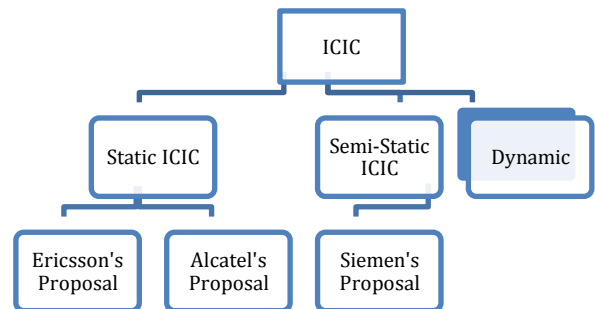 ICIC
Static ICIC
Semi-Static
ICIC
Dynamic
Ericsson's
Proposal
Alcatel's
Proposal
Siemen's
Proposal